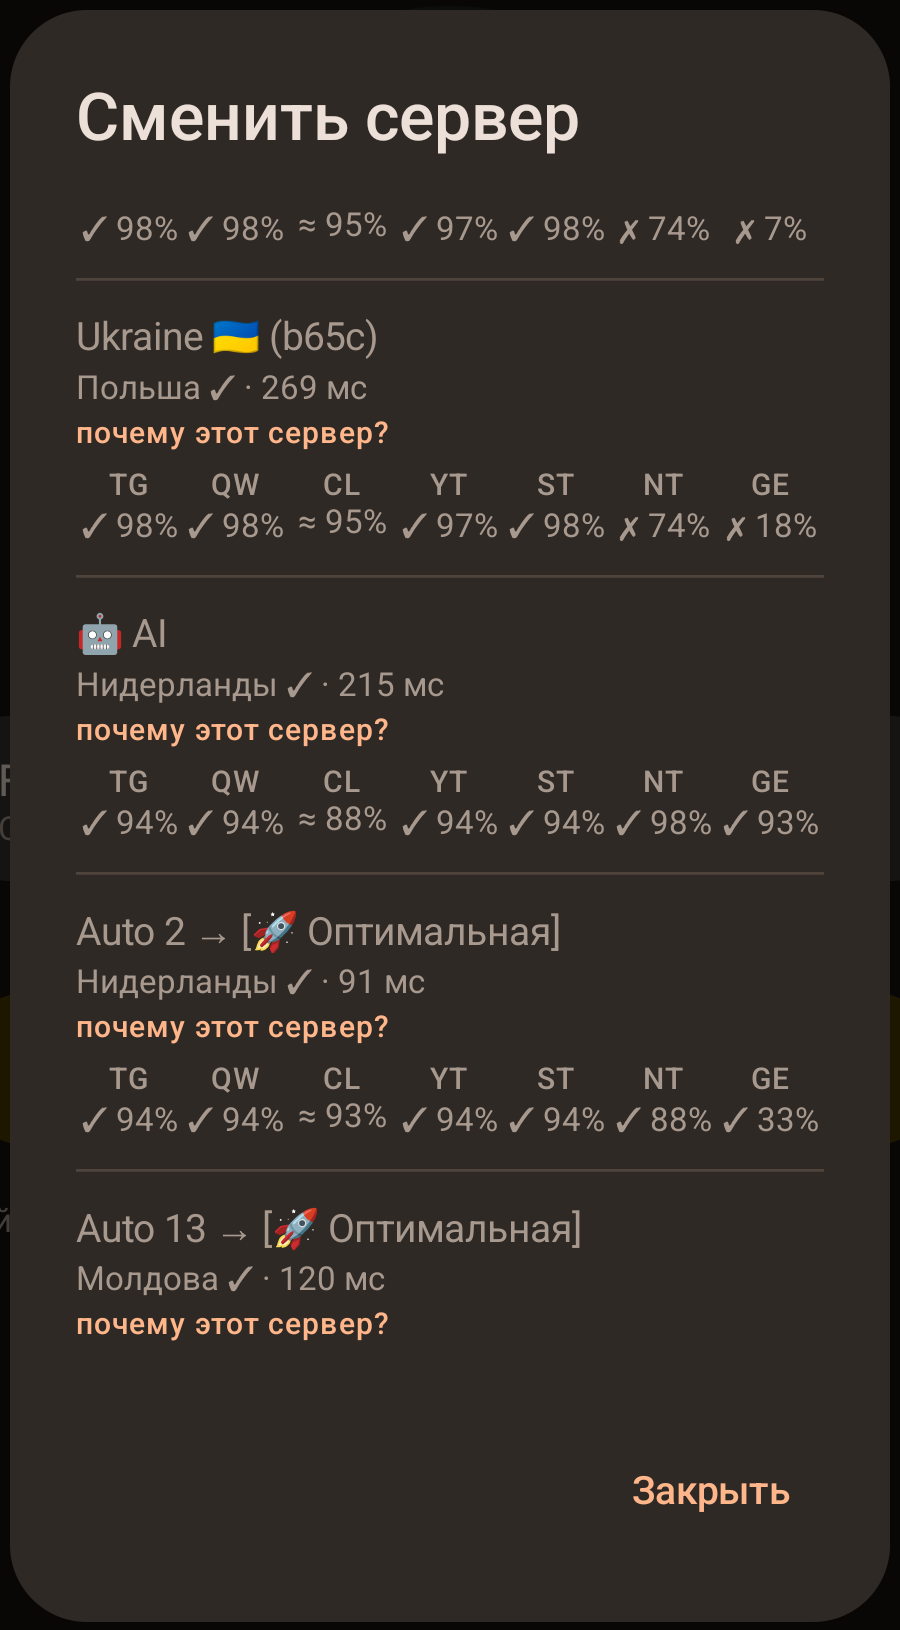 Сменить сервер
✓ 98% ✓ 98% ≈ 95% ✓ 97% ✓ 98% ✗ 74% ✗ 7%
Ukraine 🇺🇦 (b65c)
Польша ✓ · 269 мс
почему этот сервер?
TG QW CL YT ST NT GE
✓ 98% ✓ 98% ≈ 95% ✓ 97% ✓ 98% ✗ 74% ✗ 18%
🤖 AI
Нидерланды ✓ · 215 мс
почему этот сервер?
TG QW CL YT ST NT GE
✓ 94% ✓ 94% ≈ 88% ✓ 94% ✓ 94% ✓ 98% ✓ 93%
Auto 2 → [🚀 Оптимальная]
Нидерланды ✓ · 91 мс
почему этот сервер?
TG QW CL YT ST NT GE
✓ 94% ✓ 94% ≈ 93% ✓ 94% ✓ 94% ✓ 88% ✓ 33%
Auto 13 → [🚀 Оптимальная]
Молдова ✓ · 120 мс
почему этот сервер?
Закрыть